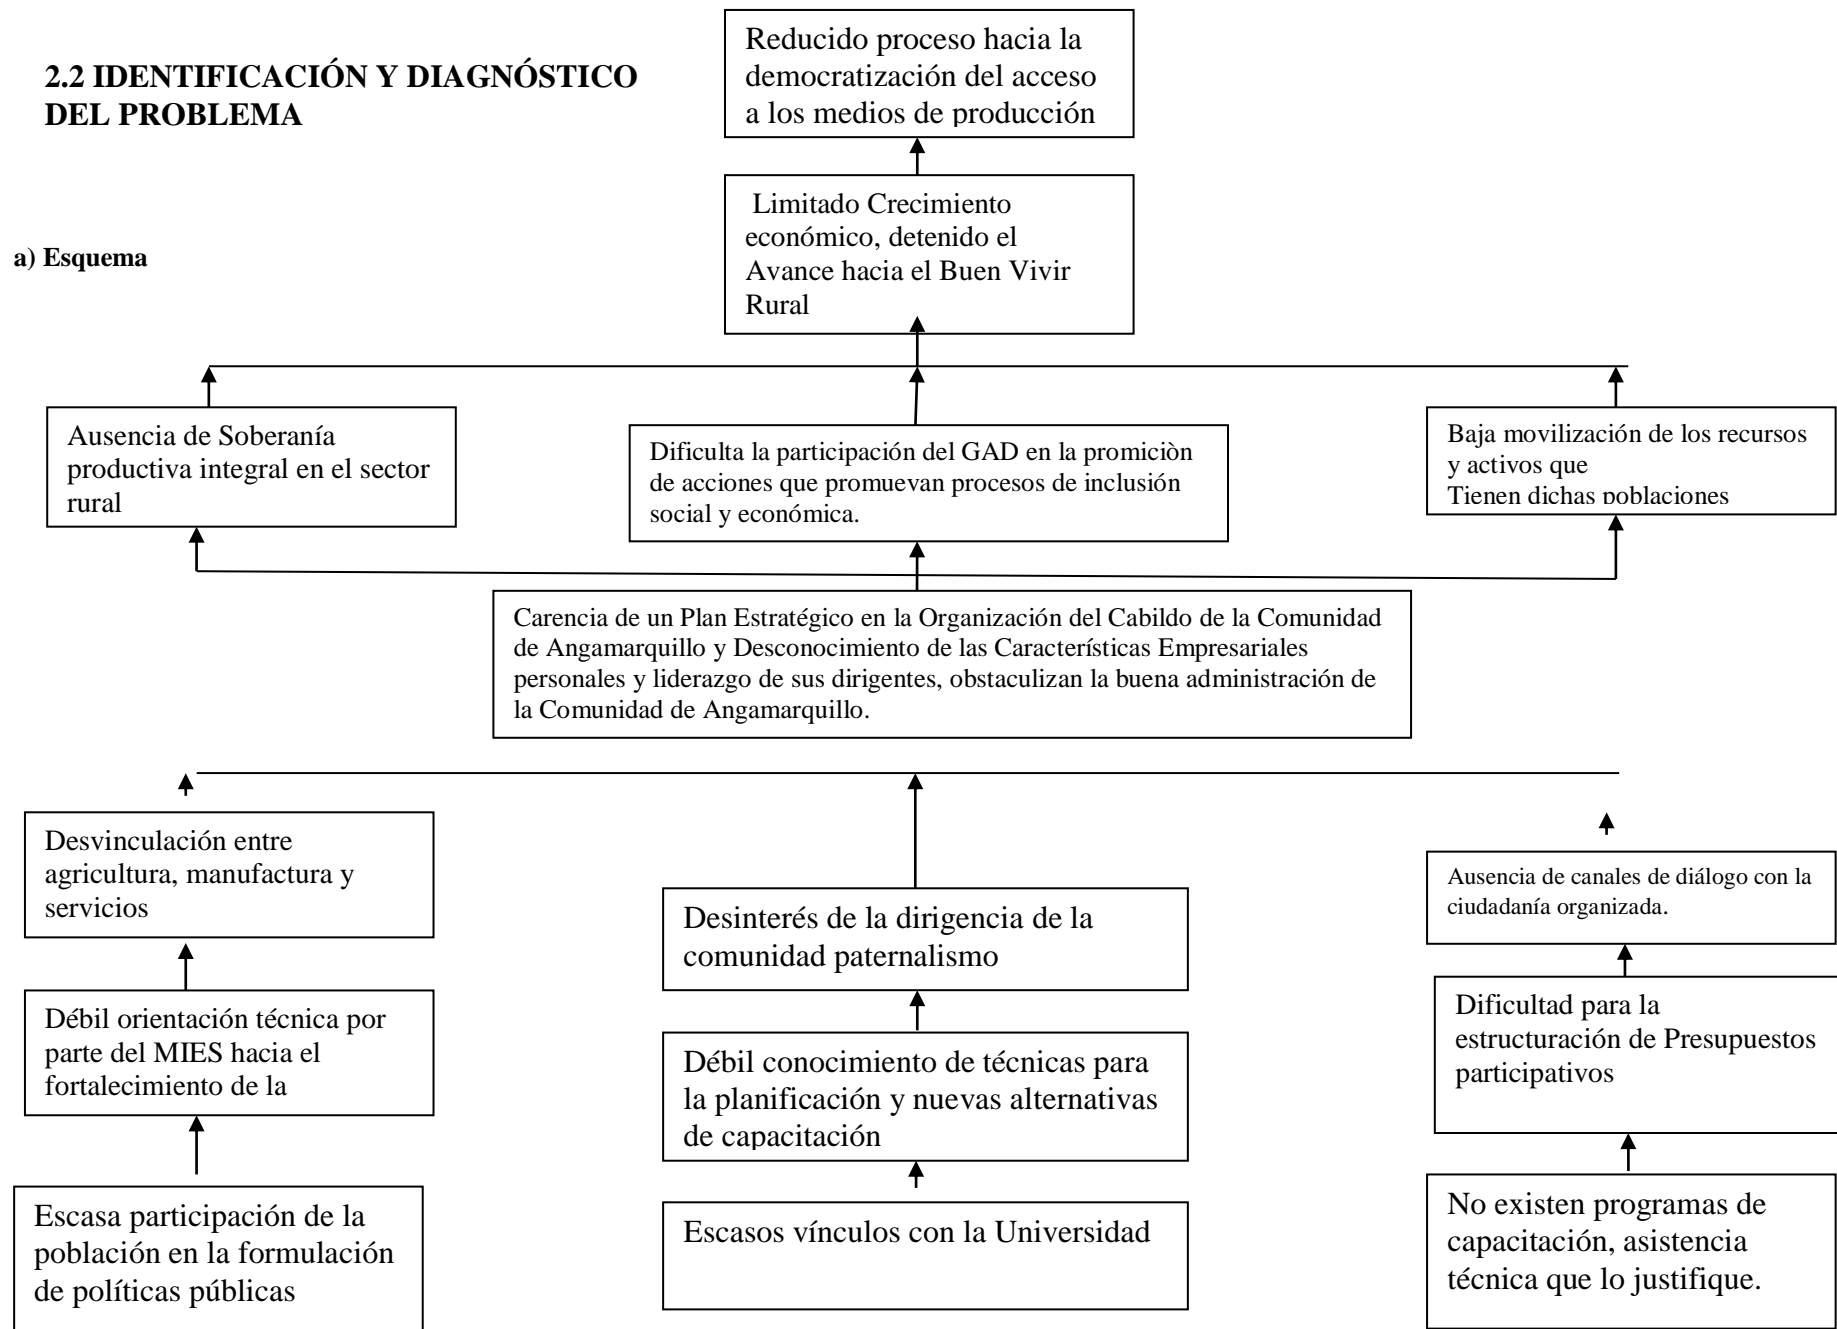 2.2 IDENTIFICACIÓN Y DIAGNÓSTICO
DEL PROBLEMA
a) Esquema
Reducido proceso hacia la
democratización del acceso
a los medios de producción
Limitado Crecimiento
económico, detenido el
Avance hacia el Buen Vivir
Rural
Ausencia de Soberanía
productiva integral en el sector
rural
Dificulta la participación del GAD en la promiciòn
de acciones que promuevan procesos de inclusión
social y económica.
Baja movilización de los recursos
y activos que
Tienen dichas poblaciones
Carencia de un Plan Estratégico en la Organización del Cabildo de la Comunidad
de Angamarquillo y Desconocimiento de las Características Empresariales
personales y liderazgo de sus dirigentes, obstaculizan la buena administración de
la Comunidad de Angamarquillo.
Desvinculación entre
agricultura, manufactura y
servicios
Desinterés de la dirigencia de la
comunidad paternalismo
Ausencia de canales de diálogo con la
ciudadanía organizada.
Débil orientación técnica por
parte del MIES hacia el
fortalecimiento de la
Débil conocimiento de técnicas para
la planificación y nuevas alternativas
de capacitación
Dificultad para la
estructuración de Presupuestos
participativos
Escasa participación de la
población en la formulación
de políticas públicas
Escasos vínculos con la Universidad
No existen programas de
capacitación, asistencia
técnica que lo justifique.